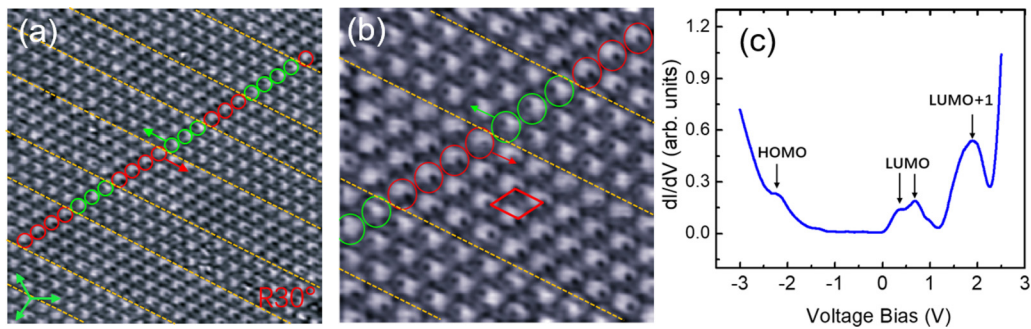 (a)
R30°
(b)
(c)
dI/dV (arb. units)
1.2
0.9
0.6
0.3
0.0
HOMO
LUMO
LUMO+1
-3
-2
-1
0
1
2
3
Voltage Bias (V)